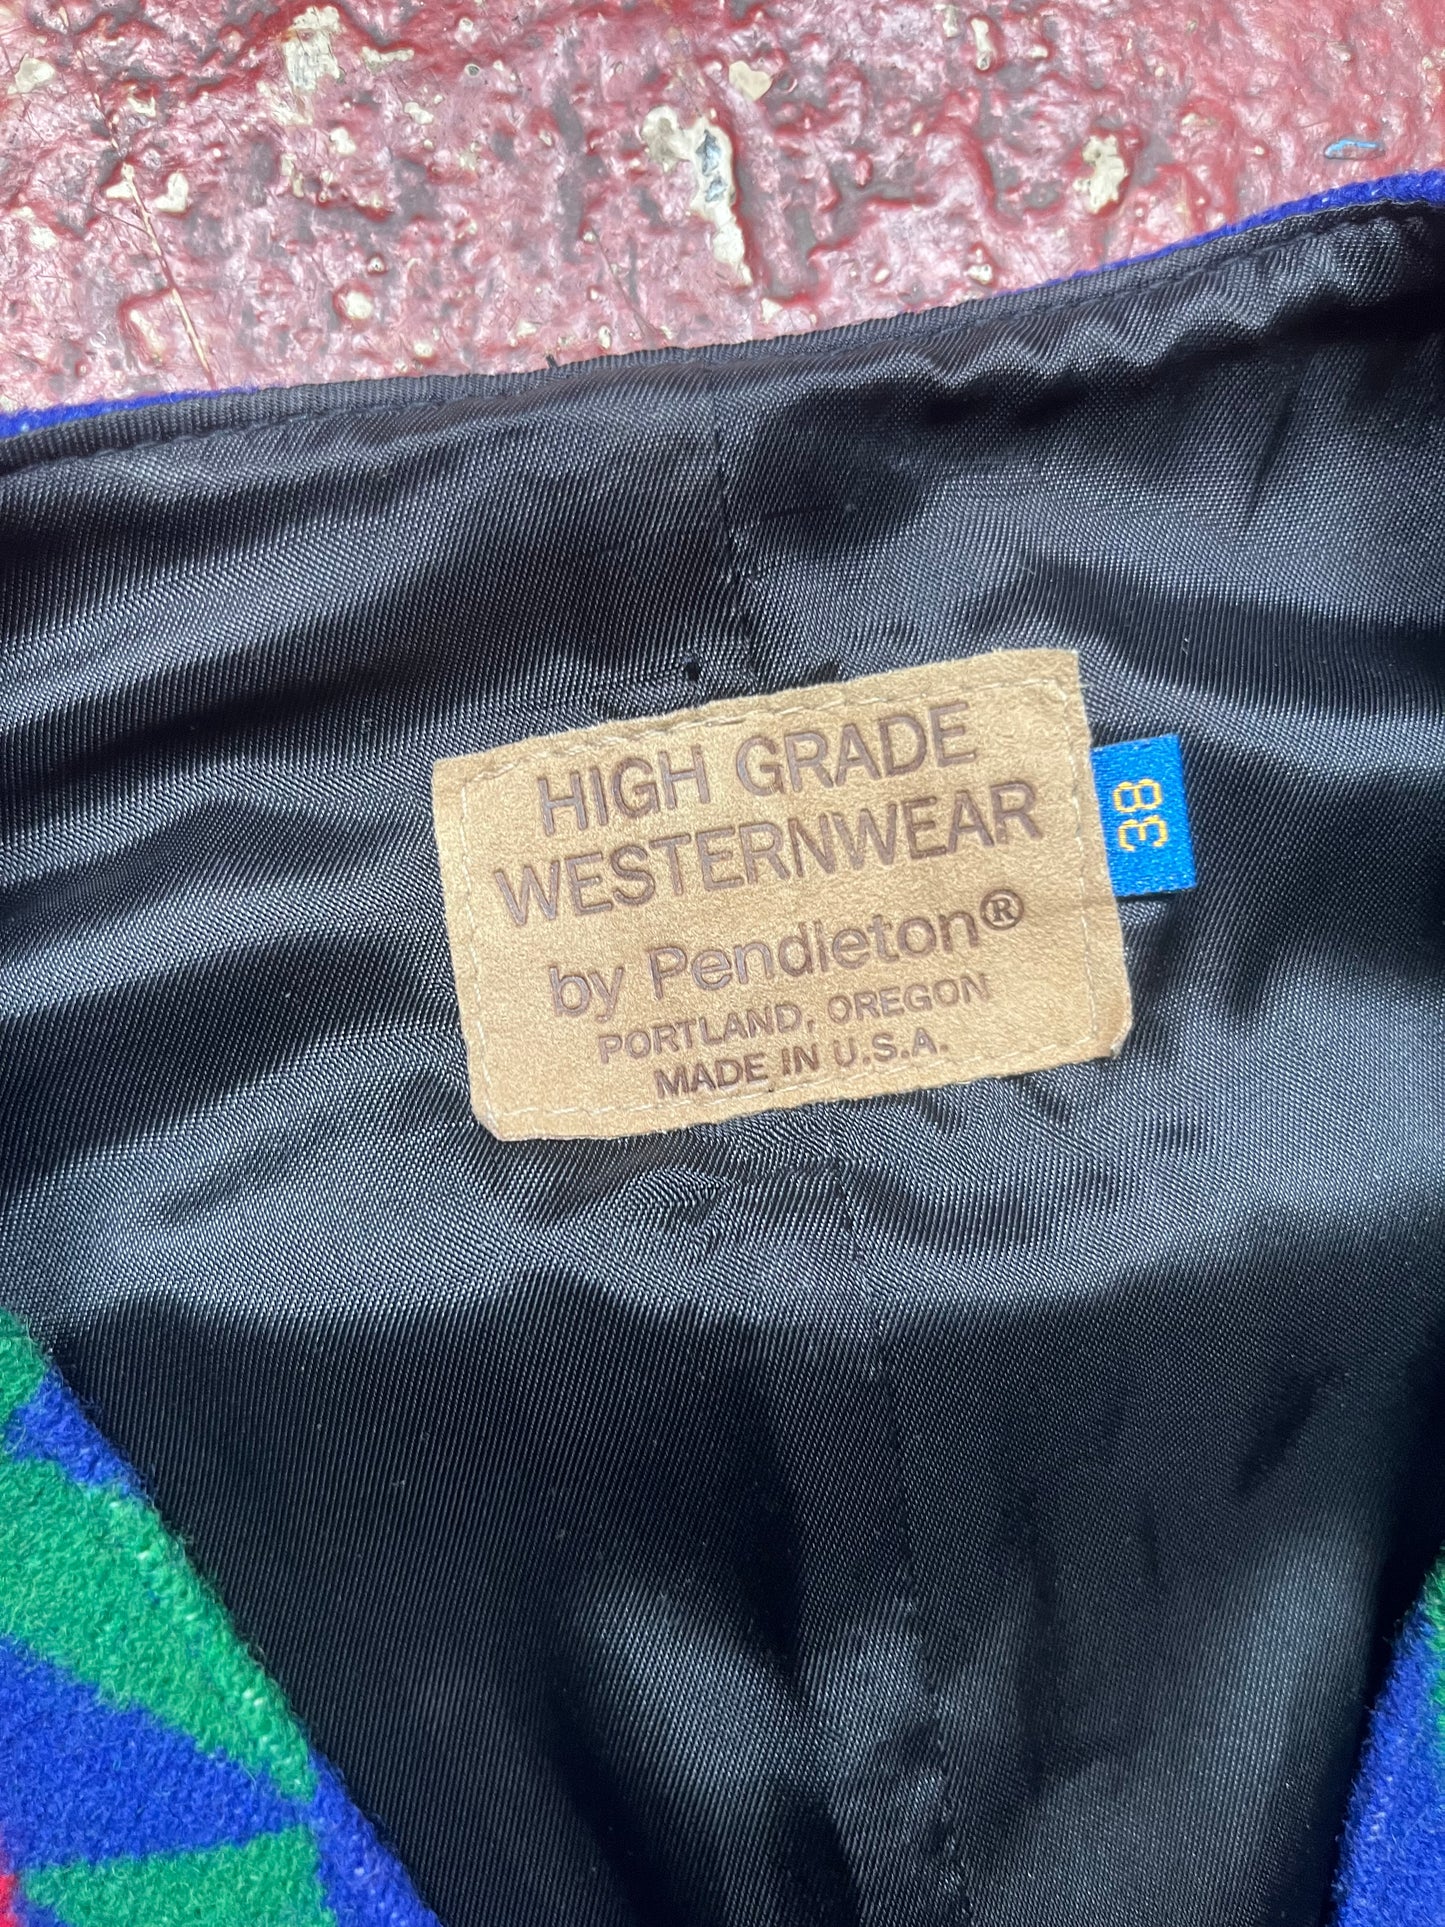 HIGH GRADE
WESTERNWEAR
by Pendleton®
PORTLAND, OREGON
MADE IN U.S.A.
38